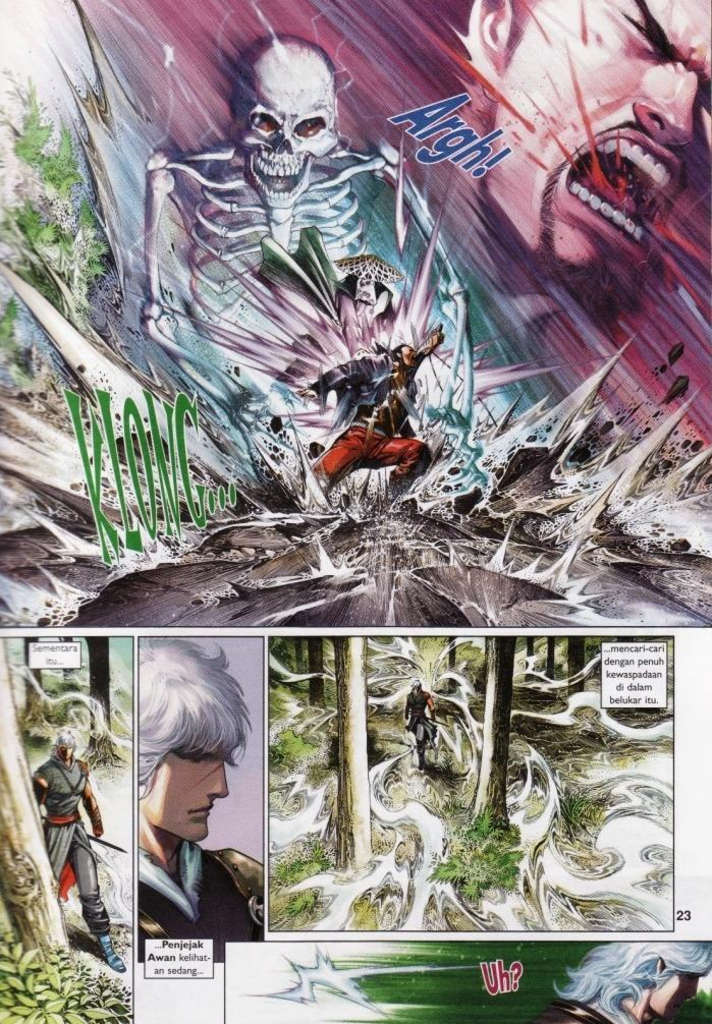 Argh!
KLONG...
Sementara
itu...
...Penjejak
Awan kelihat-
an sedang...
...mencari-cari
dengan penuh
kewaspadaan
di dalam
belukar itu.
23
Uh?